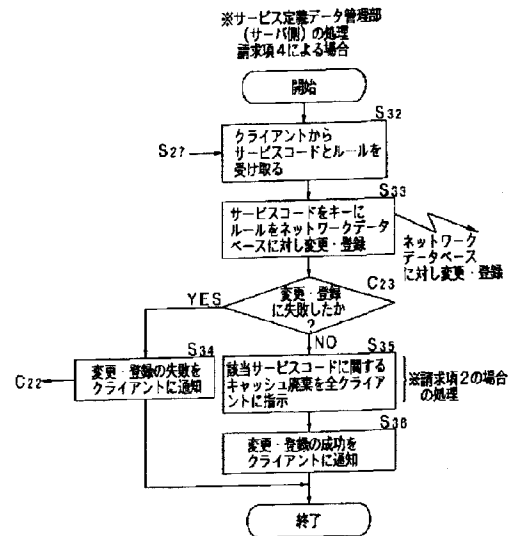 ※サービス定義データ管理部
(サーバ側)の処理
請求項4による場合
開始
S32
クライアントから
サービスコードとルールを
受け取る
S27
S33
サービスコードをキーに
ルールをネットワークデータ
ベースに対し変更・登録
ネットワーク
データベース
に対し変更・登録
C23
変更・登録
に失敗したか
?
YES
NO
S34
変更・登録の失敗を
クライアントに通知
C22
S35
該当サービスコードに関する
キャッシュ廃棄を全クライア
ントに指示
※請求項2の場合
の処理
S36
変更・登録の成功を
クライアントに通知
終了